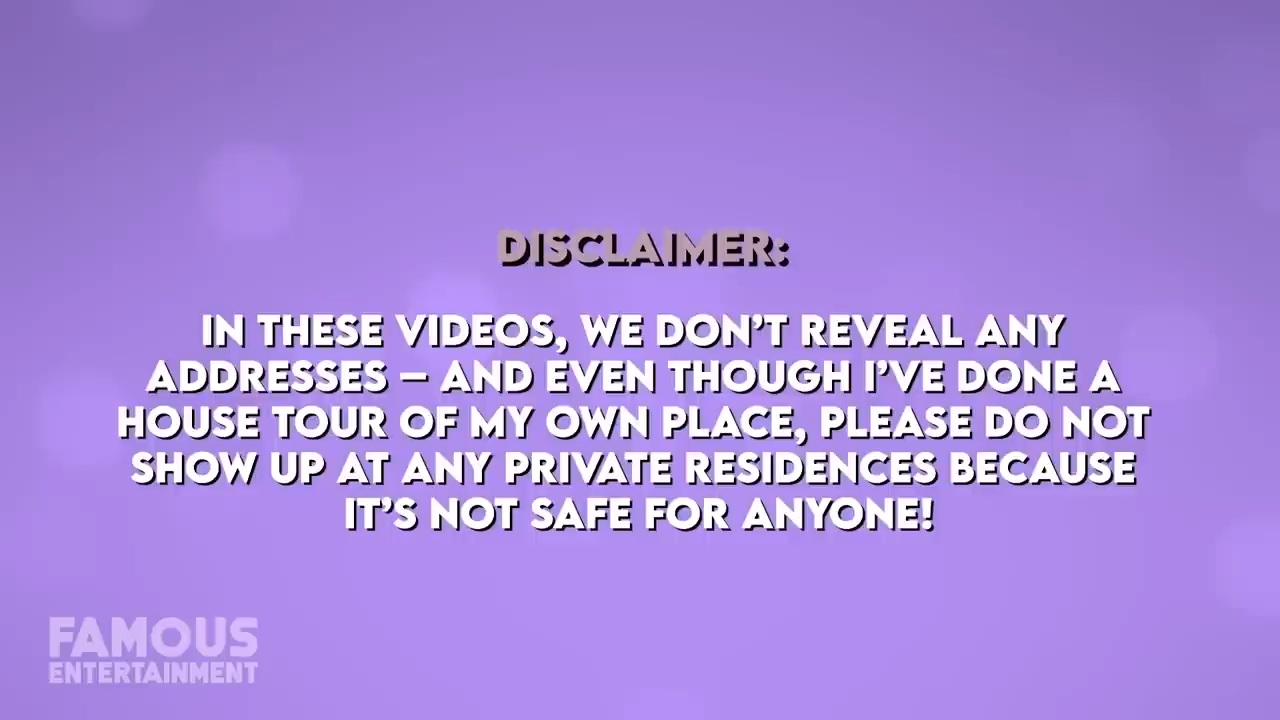 DISCLAIMER:
IN THESE VIDEOS, WE DON’T REVEAL ANY
ADDRESSES – AND EVEN THOUGH I’VE DONE A
HOUSE TOUR OF MY OWN PLACE, PLEASE DO NOT
SHOW UP AT ANY PRIVATE RESIDENCES BECAUSE
IT’S NOT SAFE FOR ANYONE!
FAMOUS
ENTERTAINMENT